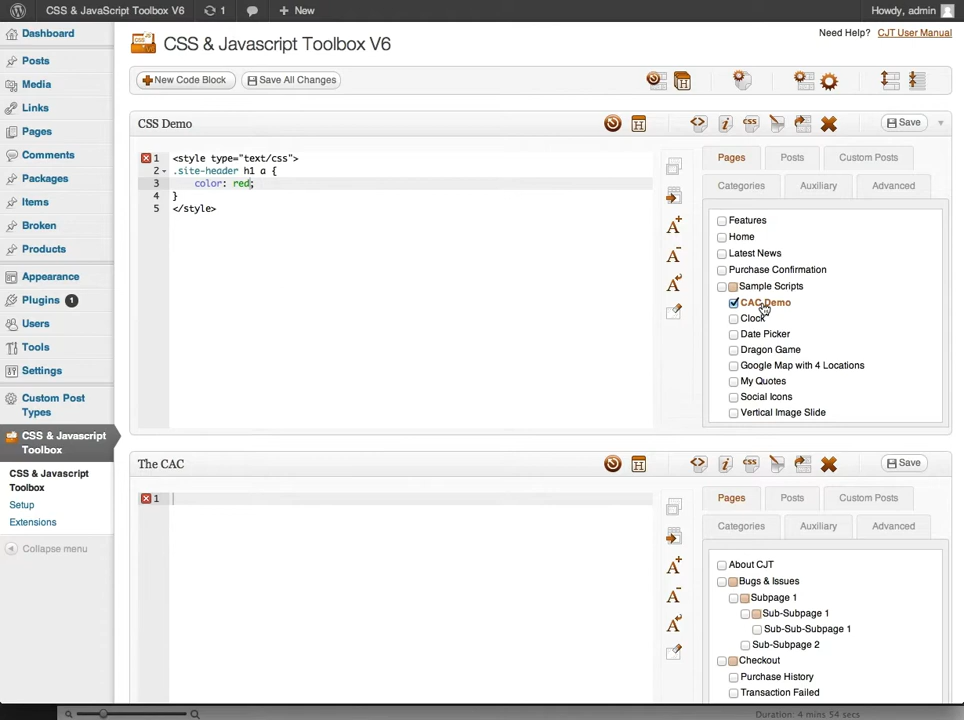 CSS & JavaScript Toolbox V6
1
New
Howdy, admin
Dashboard
Posts
Media
Links
Pages
Comments
Packages
Items
Broken
Products
Appearance
Plugins 1
Users
Tools
Settings
Custom Post
Types
CSS & Javascript
Toolbox
CSS & Javascript
Toolbox
Setup
Extensions
Collapse menu
CSS & Javascript Toolbox V6
Need Help? CJT User Manual
New Code Block
Save All Changes
CSS Demo
Save
1 <style type="text/css">
2 .site-header h1 a {
3 color: red;
4 }
5 </style>
Pages
Posts
Custom Posts
Categories
Auxiliary
Advanced
Features
Home
Latest News
Purchase Confirmation
Sample Scripts
CAC Demo
Clock
Date Picker
Dragon Game
Google Map with 4 Locations
My Quotes
Social Icons
Vertical Image Slide
The CAC
Save
1
Pages
Posts
Custom Posts
Categories
Auxiliary
Advanced
About CJT
Bugs & Issues
Subpage 1
Sub-Subpage 1
Sub-Sub-Subpage 1
Sub-Subpage 2
Checkout
Purchase History
Transaction Failed
Duration: 4 mins 54 secs